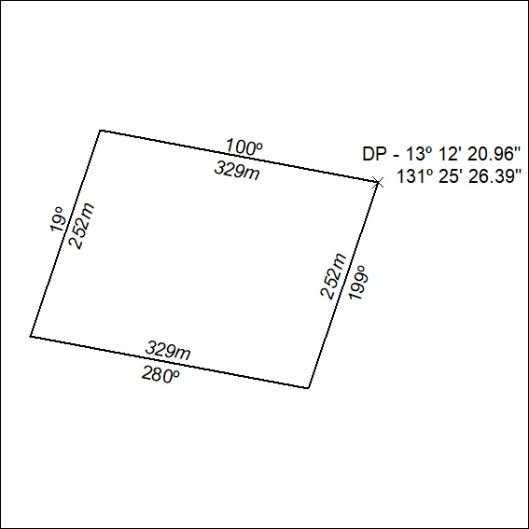 100º
329m
DP - 13º 12' 20.96"
131º 25' 26.39"
19º
252m
252m
199º
329m
280º